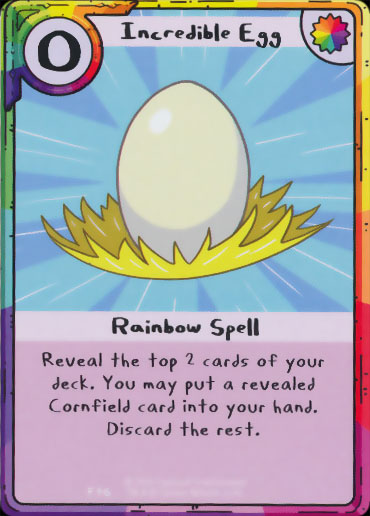 Incredible Egg
0
Rainbow Spell
Reveal the top 2 cards of your
deck. You may put a revealed
Cornfield card into your hand.
Discard the rest.